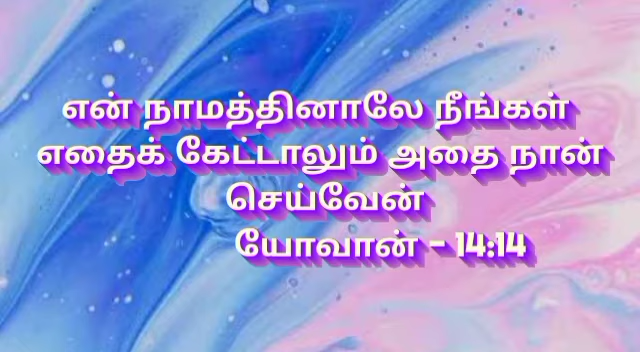 என் நாமத்தினாலே நீங்கள்
எதைக் கேட்டாலும் அதை நான்
செய்வேன்
யோவான் - 14:14